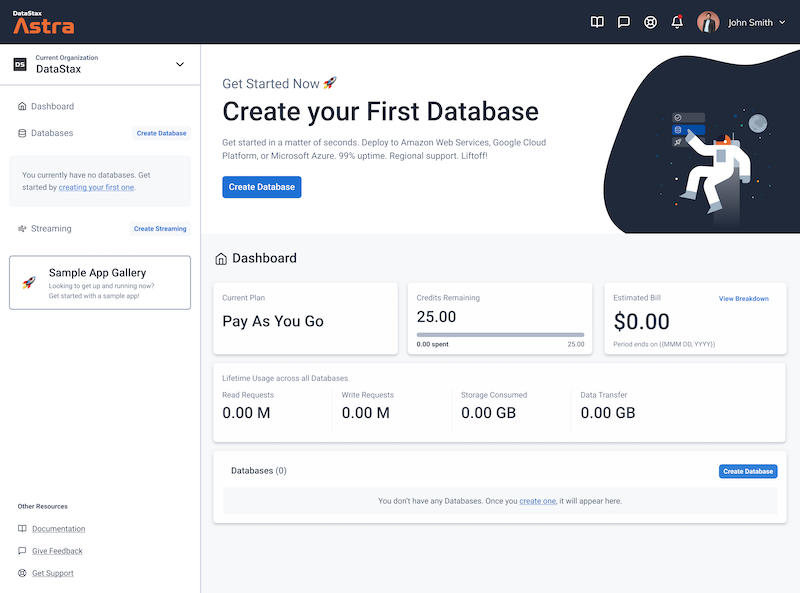 DataStax
Astra
John Smith
Current Organization
DS
DataStax
Dashboard
Databases
Create Database
You currently have no databases. Get
started by creating your first one.
Streaming
Create Streaming
Sample App Gallery
Looking to get up and running now?
Get started with a sample app!
Other Resources
Documentation
Give Feedback
Get Support
Get Started Now 🚀
Create your First Database
Get started in a matter of seconds. Deploy to Amazon Web Services, Google Cloud
Platform, or Microsoft Azure. 99% uptime. Regional support. Liftoff!
Create Database
Dashboard
Current Plan
Pay As You Go
Credits Remaining
25.00
0.00 spent
25.00
Estimated Bill
View Breakdown
$0.00
Period ends on ((MMM DD, YYYY))
Lifetime Usage across all Databases
Read Requests
0.00 M
Write Requests
0.00 M
Storage Consumed
0.00 GB
Data Transfer
0.00 GB
Databases (0)
Create Database
You don't have any Databases. Once you create one, it will appear here.